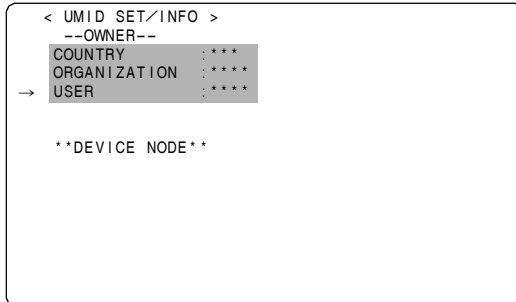 < UMID SET/INFO >
--OWNER--
COUNTRY :***
ORGANIZATION :****
→ USER :****
**DEVICE NODE**